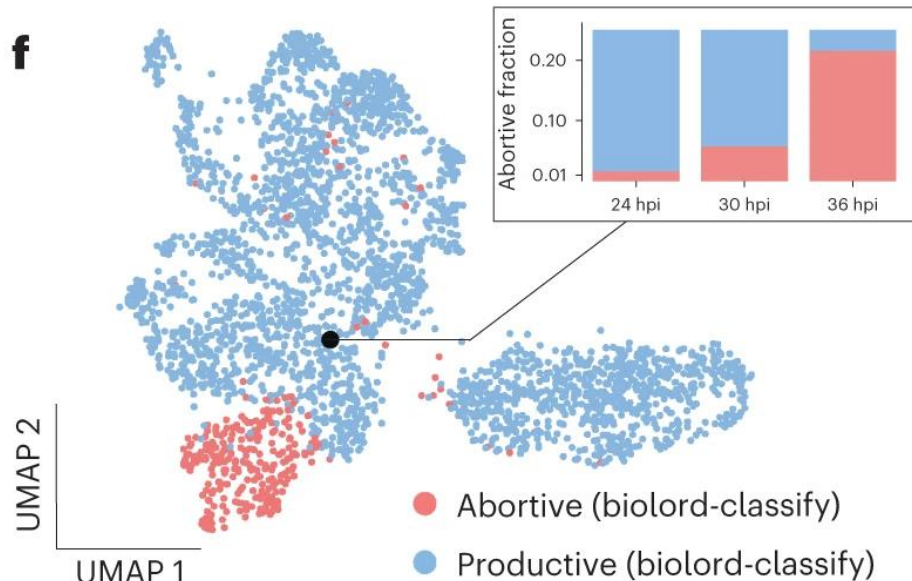 f
Abortive fraction
0.20
0.10
0.01
24 hpi 30 hpi 36 hpi
UMAP 2
UMAP 1
Abortive (biolord-classify)
Productive (biolord-classify)